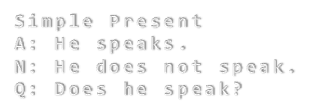 Simple Present
A: He speaks.
N: He does not speak.
Q: Does he speak?